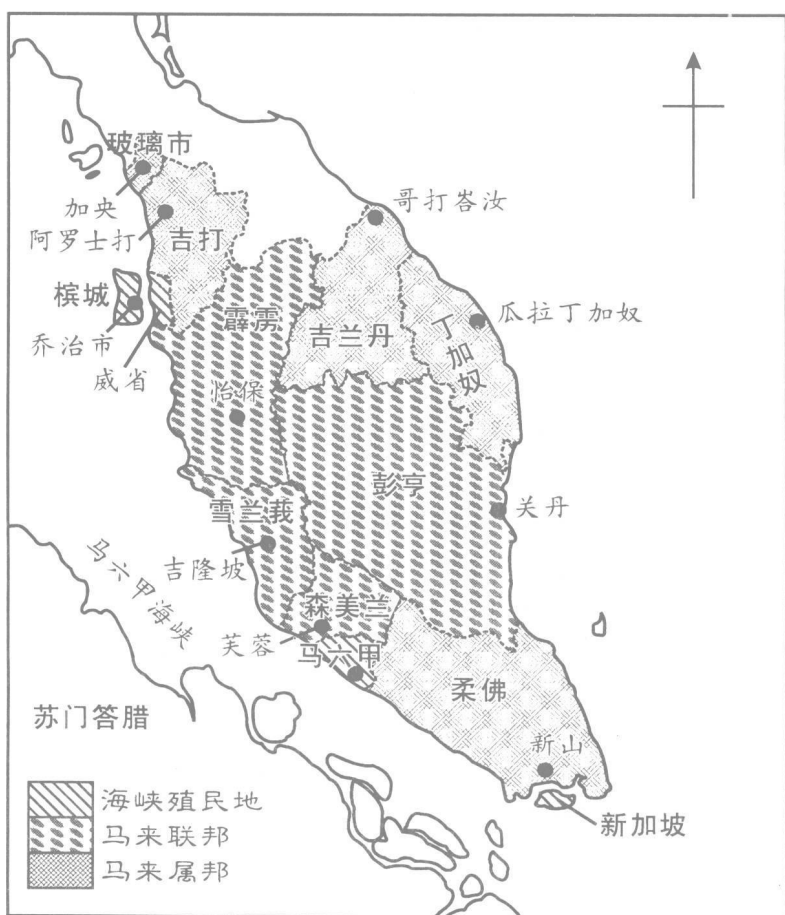 玻璃市
加央
阿罗士打
吉打
哥打峇汝
槟城
乔治市
威省
霹雳
吉兰丹
丁加奴
瓜拉丁加奴
怡保
彭亨
关丹
雪兰莪
吉隆坡
马六甲海峡
森美兰
芙蓉
马六甲
柔佛
苏门答腊
新山
新加坡
海峡殖民地
马来联邦
马来属邦